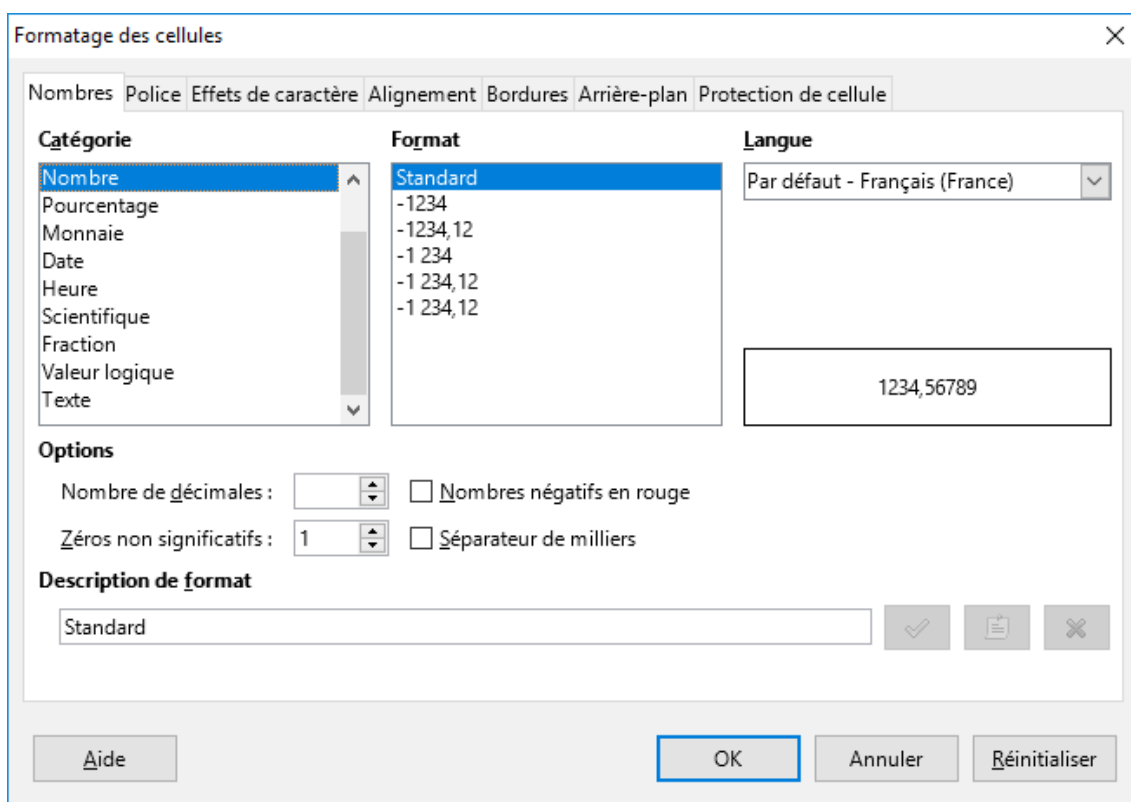 Formatage des cellules
Nombres Police Effets de caractère Alignement Bordures Arrière-plan Protection de cellule
Catégorie
Nombre
Pourcentage
Monnaie
Date
Heure
Scientifique
Fraction
Valeur logique
Texte
Format
Standard
-1234
-1234,12
-1 234
-1 234,12
-1 234,12
Langue
Par défaut - Français (France)
1234,56789
Options
Nombre de décimales :
Nombres négatifs en rouge
Zéros non significatifs : 1
Séparateur de milliers
Description de format
Standard
Aide OK Annuler Réinitialiser